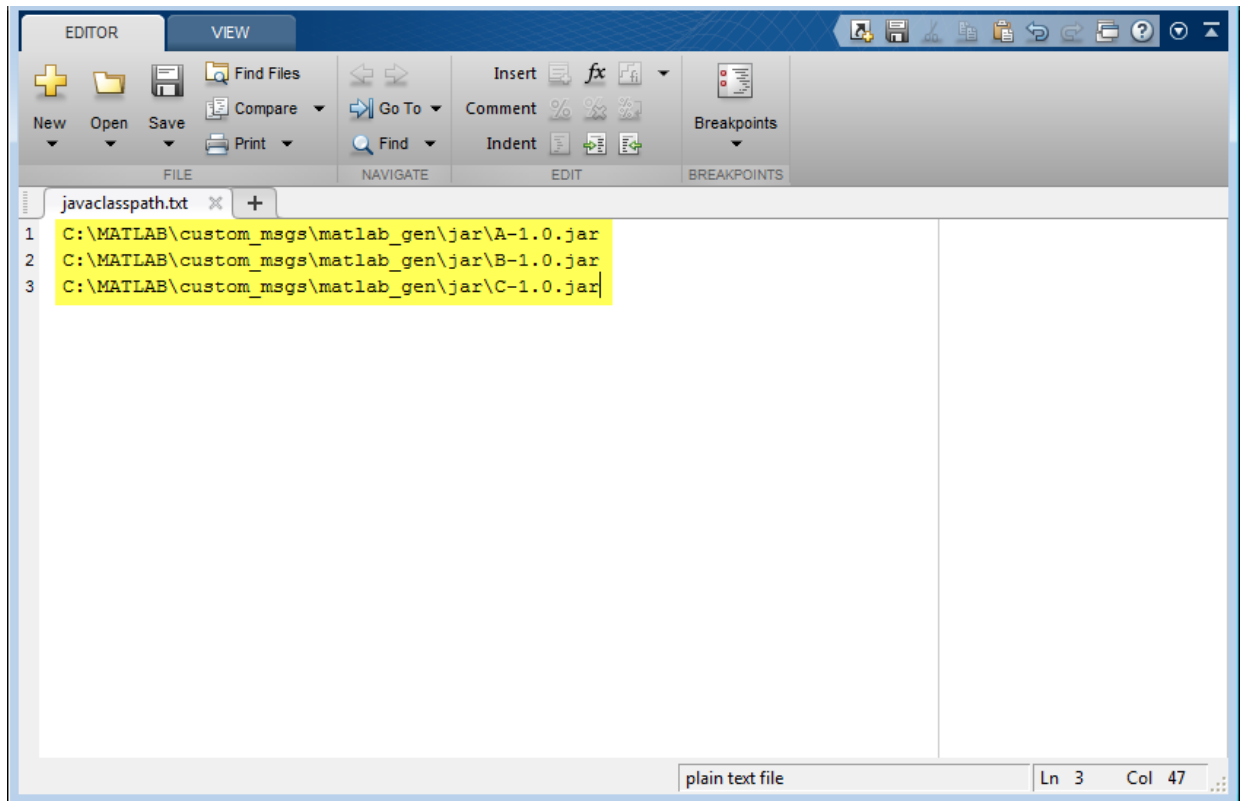 EDITOR VIEW
New Open Save
Find Files
Compare
Print
FILE
Go To
Find
NAVIGATE
Insert fx
Comment
Indent
EDIT
Breakpoints
BREAKPOINTS
javaclasspath.txt
1 C:\MATLAB\custom_msgs\matlab_gen\jar\A-1.0.jar
2 C:\MATLAB\custom_msgs\matlab_gen\jar\B-1.0.jar
3 C:\MATLAB\custom_msgs\matlab_gen\jar\C-1.0.jar
plain text file Ln 3 Col 47